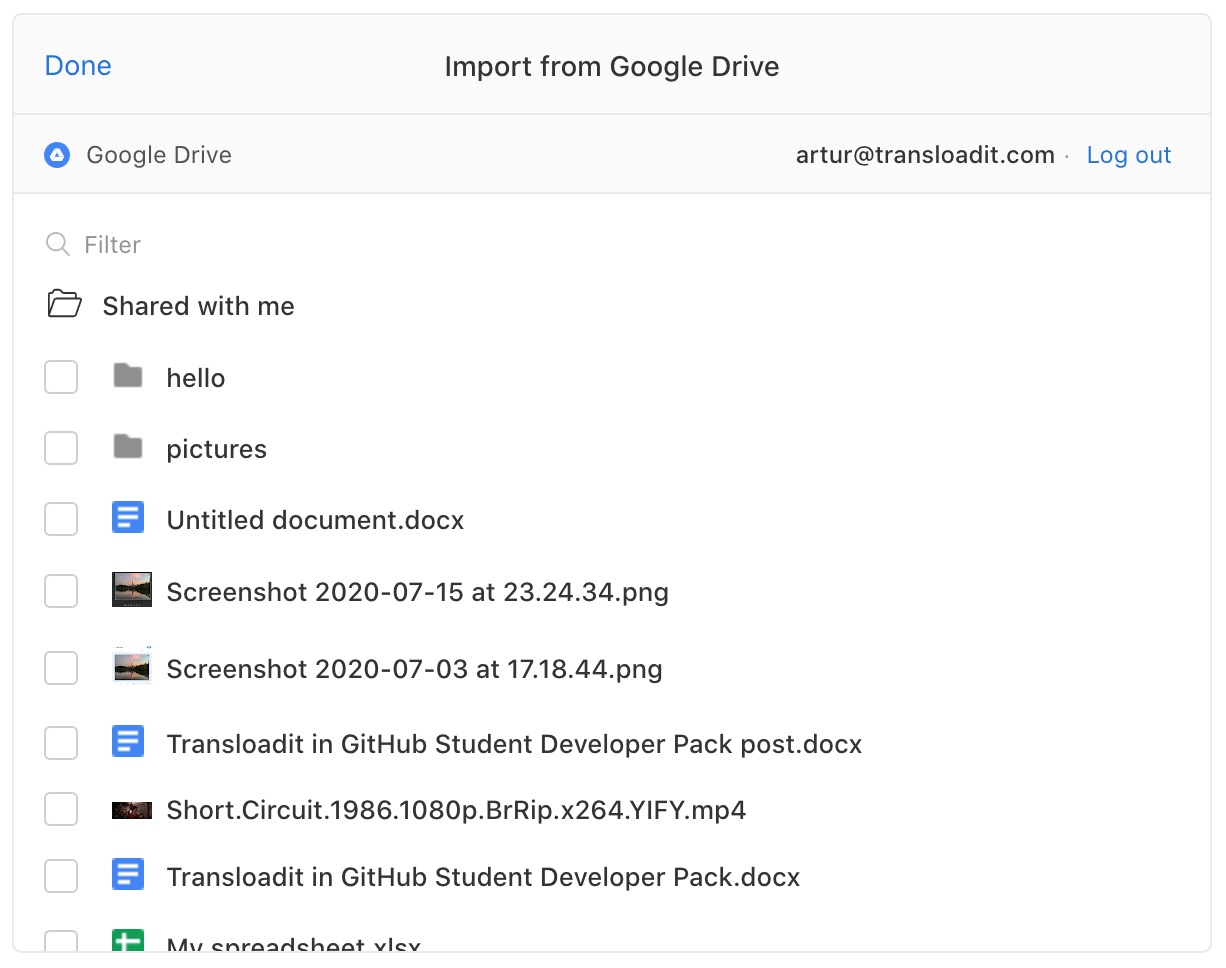 Done
Import from Google Drive
Google Drive
artur@transloadit.com · Log out
Filter
Shared with me
hello
pictures
Untitled document.docx
Screenshot 2020-07-15 at 23.24.34.png
Screenshot 2020-07-03 at 17.18.44.png
Transloadit in GitHub Student Developer Pack post.docx
Short.Circuit.1986.1080p.BrRip.x264.YIFY.mp4
Transloadit in GitHub Student Developer Pack.docx
My spreadsheet.xlsx